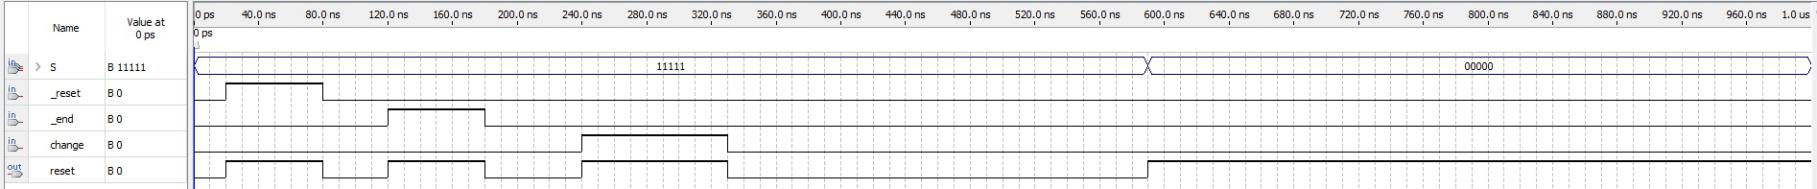 Name
Value at
0 ps
0 ps 40.0 ns 80.0 ns 120.0 ns 160.0 ns 200.0 ns 240.0 ns 280.0 ns 320.0 ns 360.0 ns 400.0 ns 440.0 ns 480.0 ns 520.0 ns 560.0 ns 600.0 ns 640.0 ns 680.0 ns 720.0 ns 760.0 ns 800.0 ns 840.0 ns 880.0 ns 920.0 ns 960.0 ns 1.0 us
0 ps
in S B 11111 11111 00000
in _reset B 0
in _end B 0
in change B 0
out reset B 0